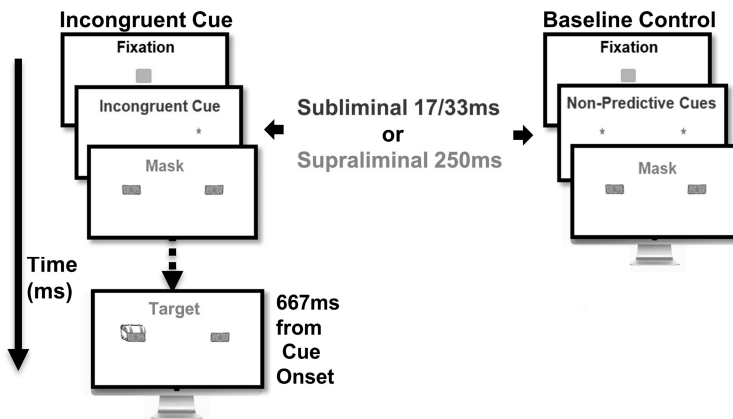 Incongruent Cue
Fixation
Incongruent Cue
Mask
Time
(ms)
Target
667ms
from
Cue
Onset
Subliminal 17/33ms
or
Supraliminal 250ms
Baseline Control
Fixation
Non-Predictive Cues
Mask